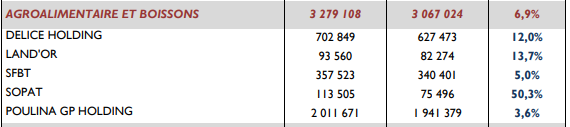 AGROALIMENTAIRE ET BOISSONS 3 279 108 3 067 024 6,9%
DELICE HOLDING 702 849 627 473 12,0%
LAND'OR 93 560 82 274 13,7%
SFBT 357 523 340 401 5,0%
SOPAT 113 505 75 496 50,3%
POULINA GP HOLDING 2 011 671 1 941 379 3,6%